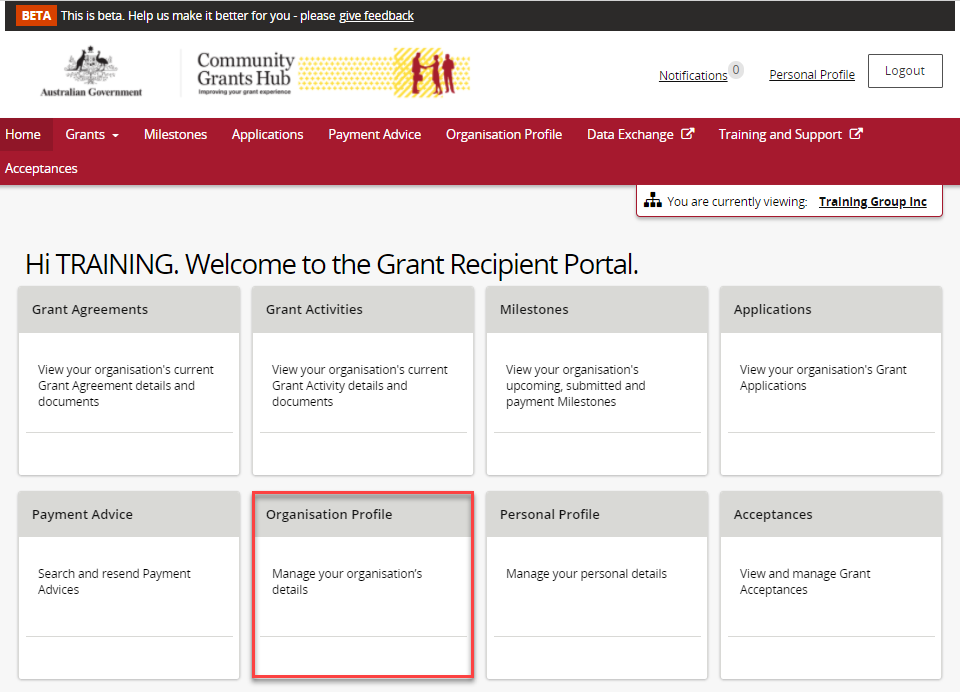 BETA This is beta. Help us make it better for you - please give feedback
Australian Government
Community
Grants Hub
Improving your grant experience
Notifications 0 Personal Profile Logout
Home Grants Milestones Applications Payment Advice Organisation Profile Data Exchange Training and Support
Acceptances
You are currently viewing: Training Group Inc
Hi TRAINING. Welcome to the Grant Recipient Portal.
Grant Agreements
View your organisation's current
Grant Agreement details and
documents
Grant Activities
View your organisation's current
Grant Activity details and
documents
Milestones
View your organisation's
upcoming, submitted and
payment Milestones
Applications
View your organisation's Grant
Applications
Payment Advice
Search and resend Payment
Advices
Organisation Profile
Manage your organisation's
details
Personal Profile
Manage your personal details
Acceptances
View and manage Grant
Acceptances